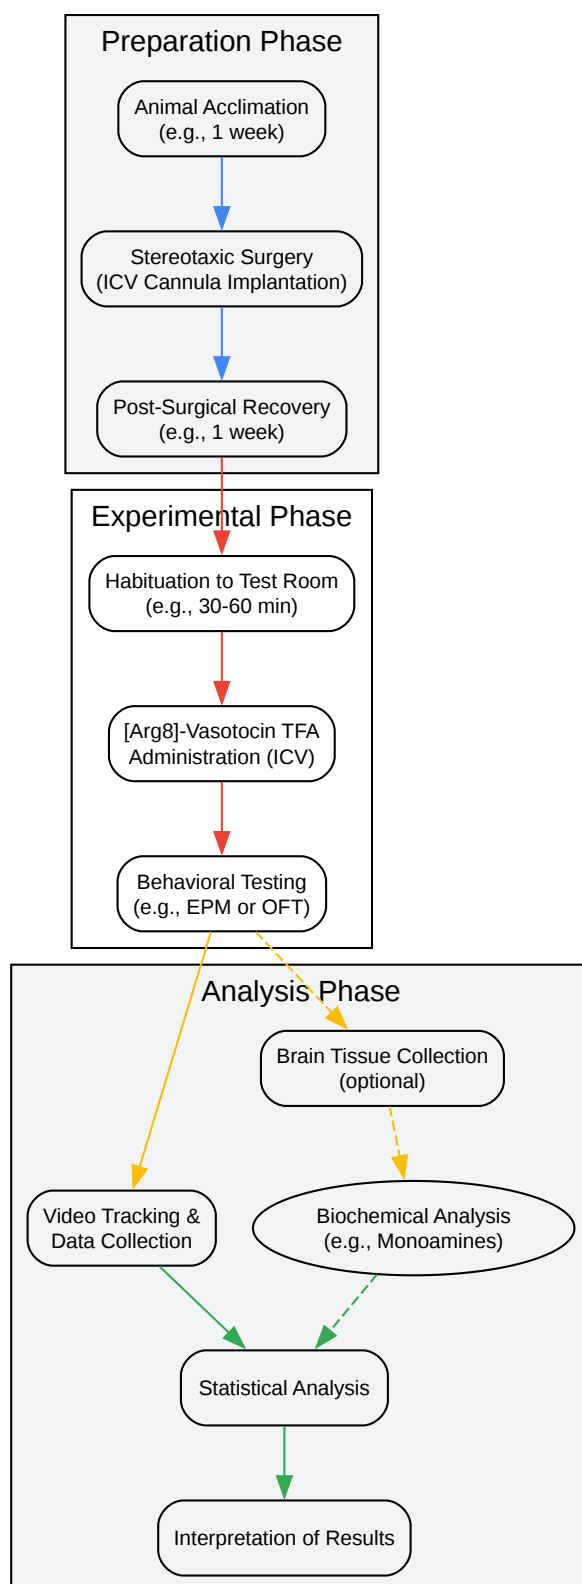 Preparation Phase
Animal Acclimation
(e.g., 1 week)
Stereotaxic Surgery
(ICV Cannula Implantation)
Post-Surgical Recovery
(e.g., 1 week)
Experimental Phase
Habituation to Test Room
(e.g., 30-60 min)
[Arg8]-Vasotocin TFA
Administration (ICV)
Behavioral Testing
(e.g., EPM or OFT)
Analysis Phase
Brain Tissue Collection
(optional)
Video Tracking &
Data Collection
Biochemical Analysis
(e.g., Monoamines)
Statistical Analysis
Interpretation of Results